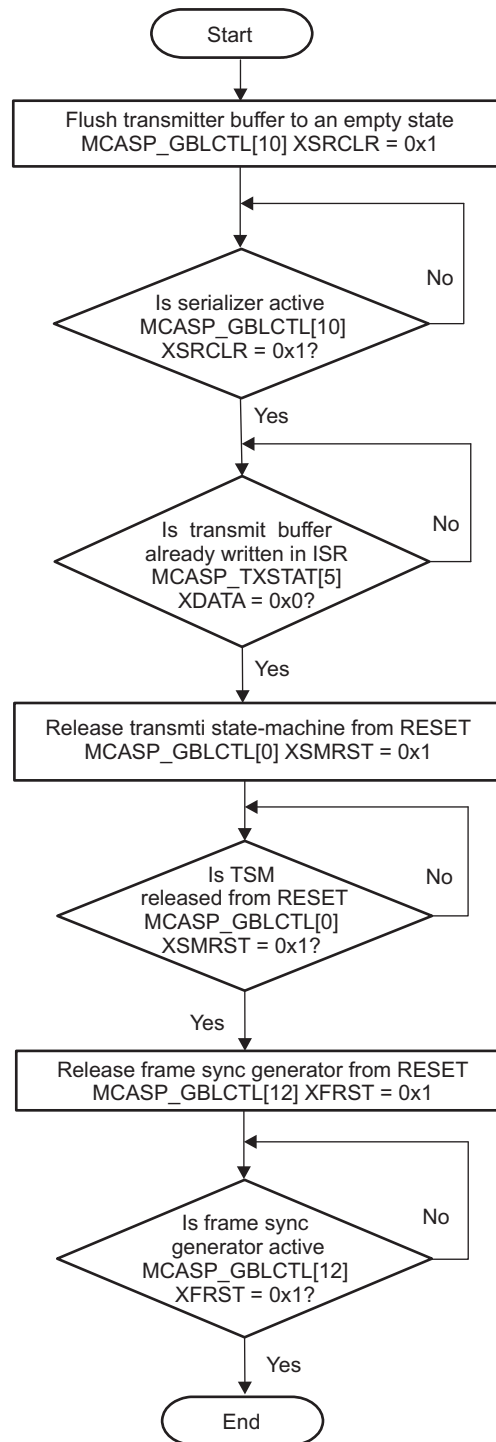 Start
Flush transmitter buffer to an empty state
MCASP_GBLCTL[10] XSRCLR = 0x1
No
Is serializer active
MCASP_GBLCTL[10]
XSRCLR = 0x1?
Yes
No
Is transmit buffer
already written in ISR
MCASP_TXSTAT[5]
XDATA = 0x0?
Yes
Release transmti state-machine from RESET
MCASP_GBLCTL[0] XSMRST = 0x1
No
Is TSM
released from RESET
MCASP_GBLCTL[0]
XSMRST = 0x1?
Yes
Release frame sync generator from RESET
MCASP_GBLCTL[12] XFRST = 0x1
No
Is frame sync
generator active
MCASP_GBLCTL[12]
XFRST = 0x1?
Yes
End